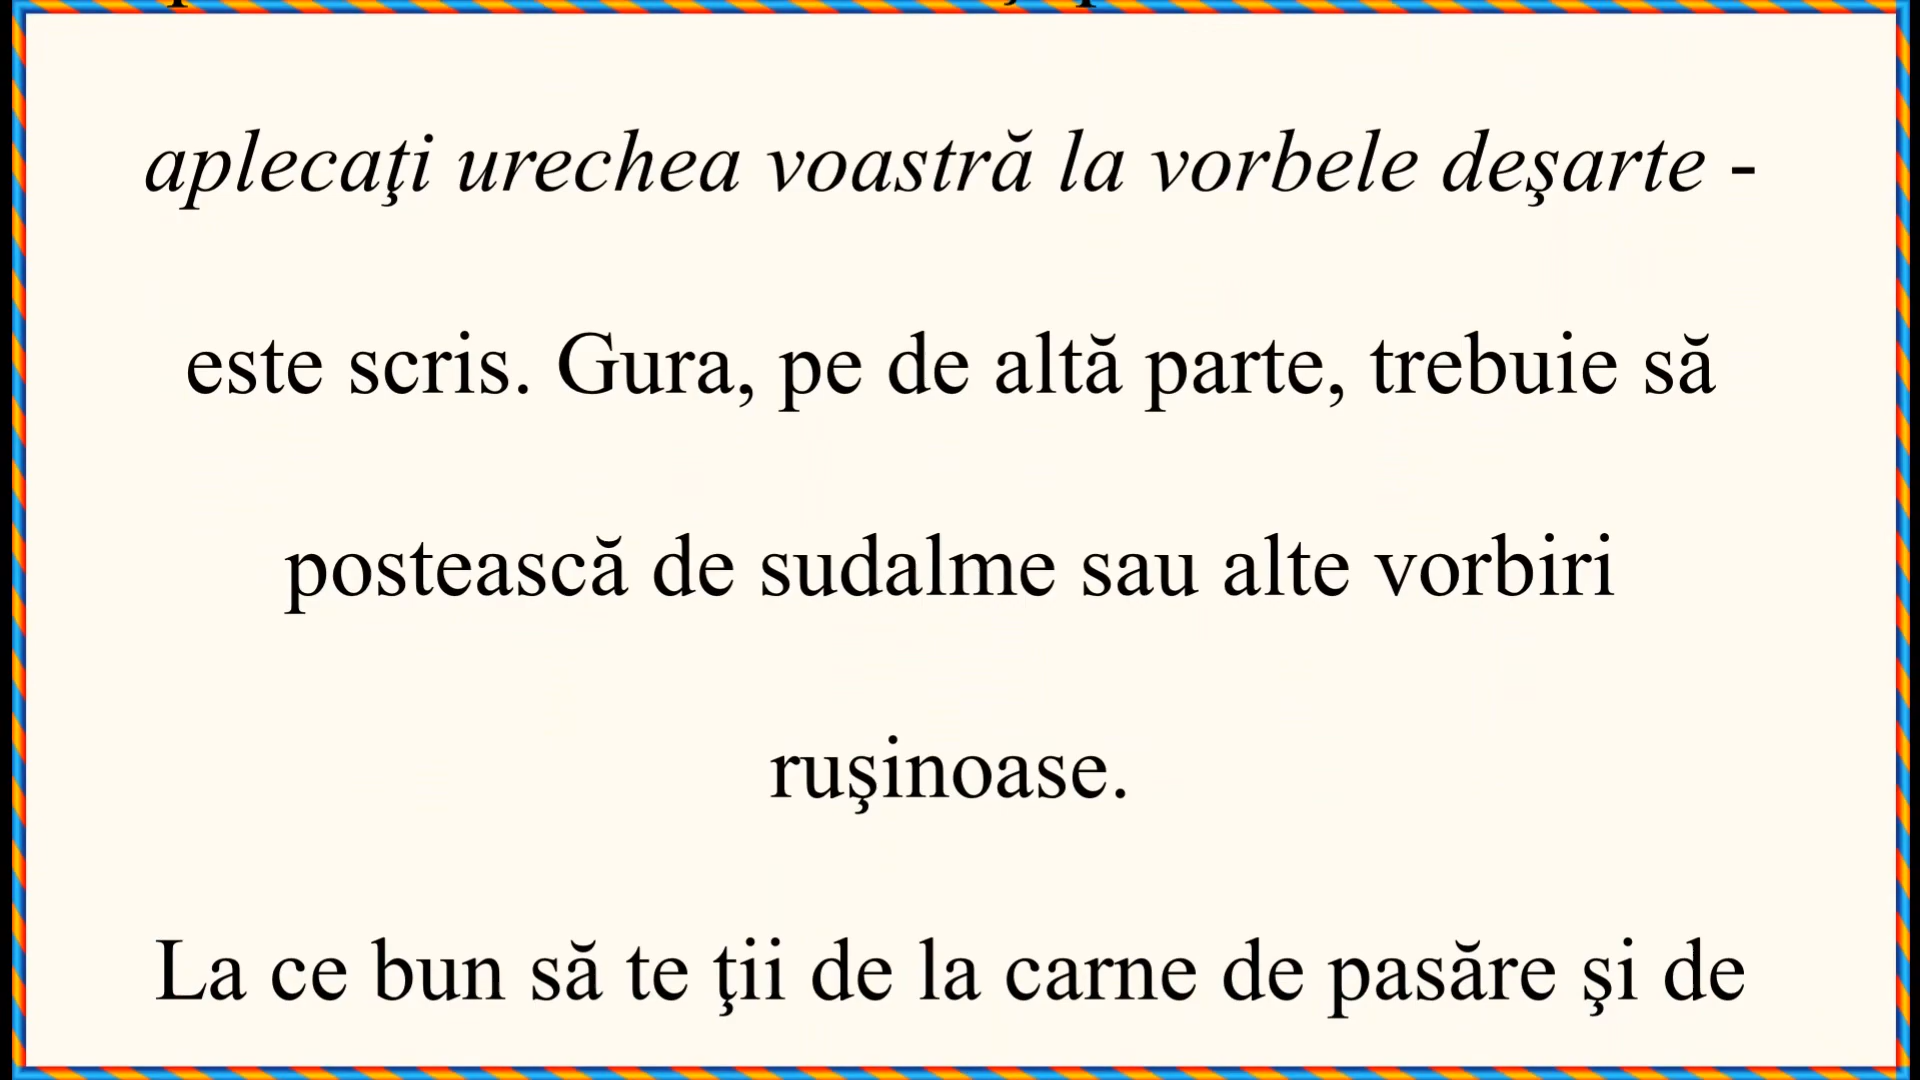 aplecaţi urechea voastră la vorbele deşarte -
este scris. Gura, pe de altă parte, trebuie să
postească de sudalme sau alte vorbiri
ruşinoase.
La ce bun să te ţii de la carne de pasăre şi de